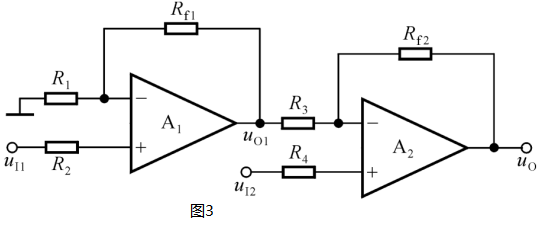 Rf1
Rf2
R1
R3
A1
uO1
A2
uI1
R2
R4
uI2
uO
− + − +
图3